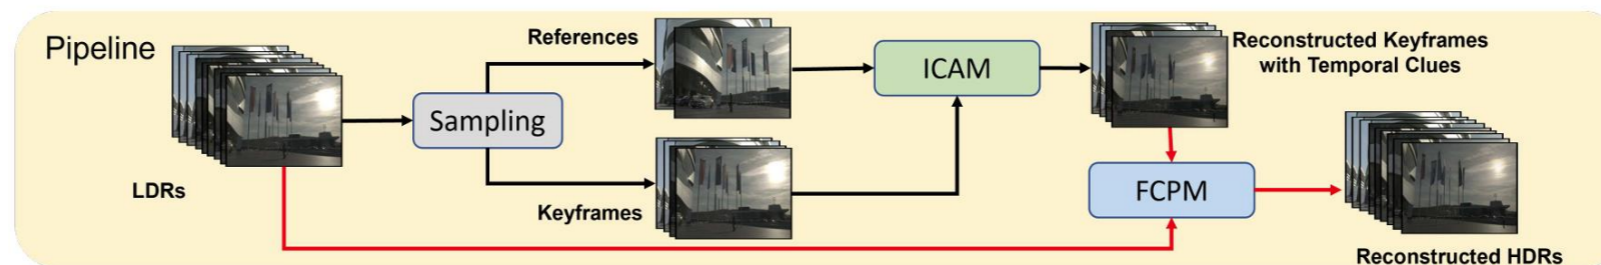 Pipeline
LDRs
Sampling
References
Keyframes
ICAM
Reconstructed Keyframes
with Temporal Clues
FCPM
Reconstructed HDRs